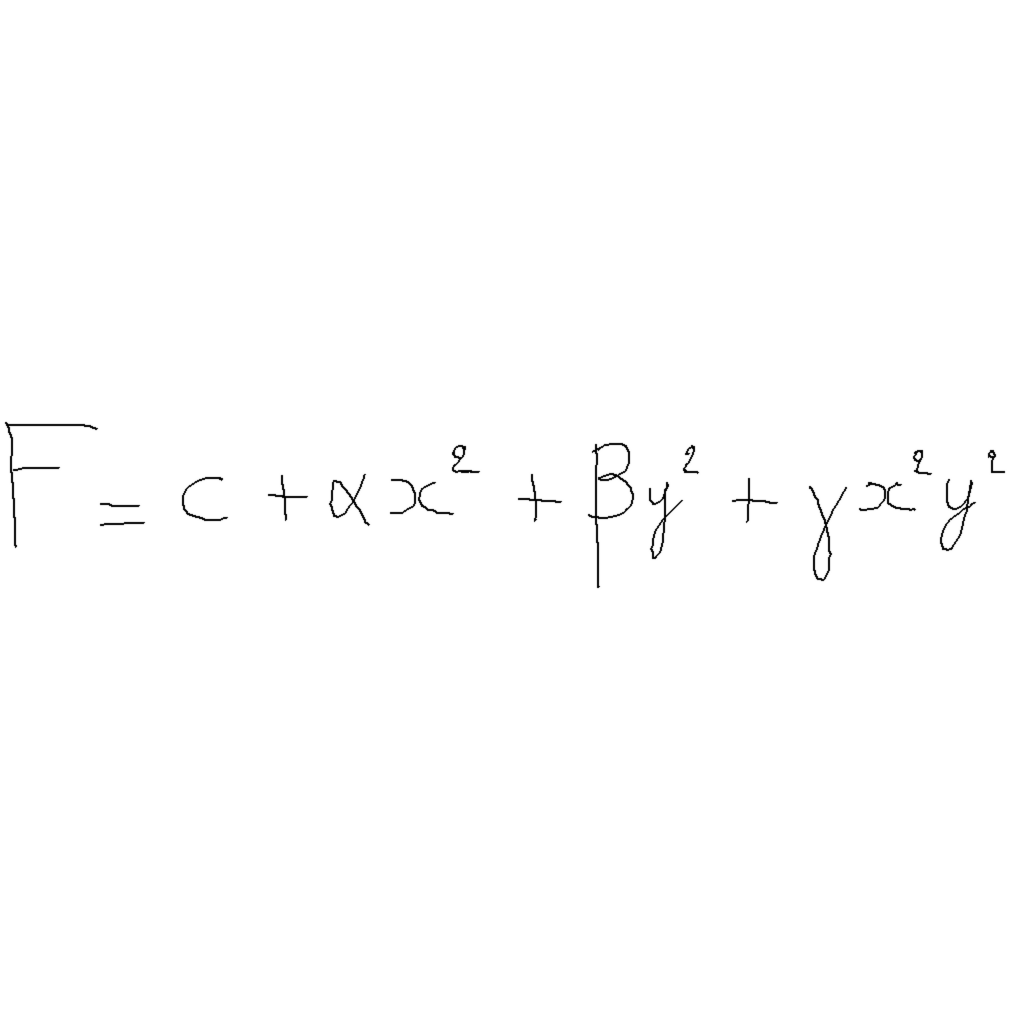 F = c + αx² + βy² + γx²y²